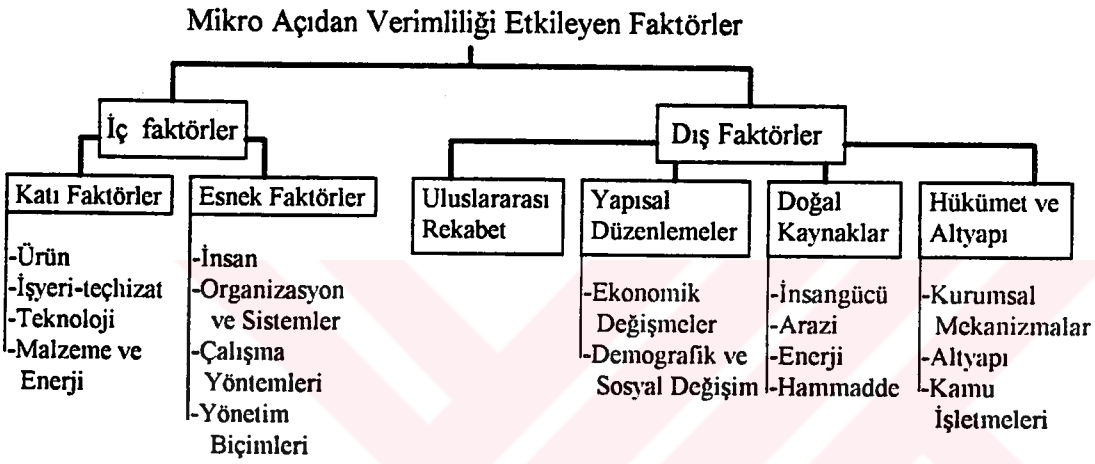 Mikro Açıdan Verimliliği Etkileyen Faktörler
İç faktörler
Dış Faktörler
Katı Faktörler
-Ürün
-İşyeri-teçhizat
-Teknoloji
-Malzeme ve
Enerji
Esnek Faktörler
-İnsan
-Organizasyon
ve Sistemler
-Çalışma
Yöntemleri
-Yönetim
Biçimleri
Uluslararası
Rekabet
Yapısal
Düzenlemeler
-Ekonomik
Değişmeler
-Demografik ve
Sosyal Değişim
Doğal
Kaynaklar
-İnsangücü
-Arazi
-Enerji
-Hammadde
Hükümet ve
Altyapı
-Kurumsal
Mekanizmalar
-Altyapı
-Kamu
İşletmeleri